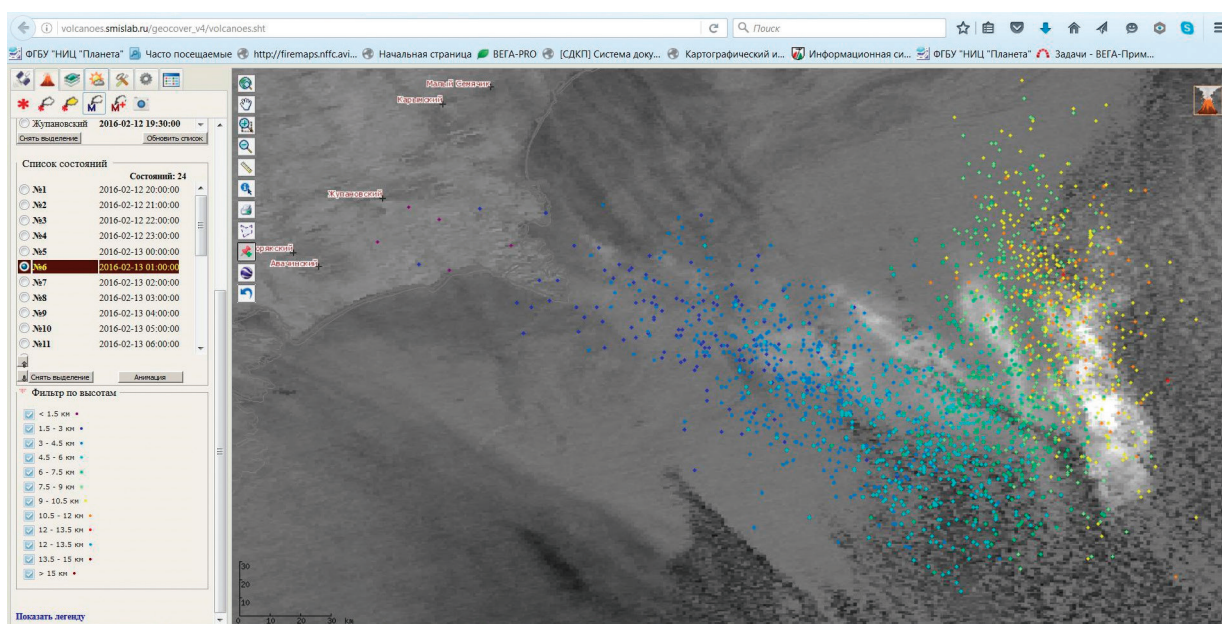 volcanoes.smislab.ru/geocover_v4/volcanoes.sht
Поиск
ФГБУ "НИЦ "Планета" Часто посещаемые http://firemaps.nffc.avi... Начальная страница ВЕГА-PRO [СДКП] Система доку... Картографический и... Информационная си... ФГБУ "НИЦ "Планета" Задачи - ВЕГА-Прим...
Жупановский 2016-02-12 19:30:00
Снять выделение Обновить список
Список состояний
Состояний: 24
№1 2016-02-12 20:00:00
№2 2016-02-12 21:00:00
№3 2016-02-12 22:00:00
№4 2016-02-12 23:00:00
№5 2016-02-13 00:00:00
№6 2016-02-13 01:00:00
№7 2016-02-13 02:00:00
№8 2016-02-13 03:00:00
№9 2016-02-13 04:00:00
№10 2016-02-13 05:00:00
№11 2016-02-13 06:00:00
Снять выделение Анимация
Фильтр по высотам
< 1.5 км
1.5 - 3 км
3 - 4.5 км
4.5 - 6 км
6 - 7.5 км
7.5 - 9 км
9 - 10.5 км
10.5 - 12 км
12 - 13.5 км
12 - 13.5 км
13.5 - 15 км
> 15 км
Показать легенду
Малый Семячик
Карымский
Жупановский
орякский
Авачинский
30
20
10
0 10 20 30 км